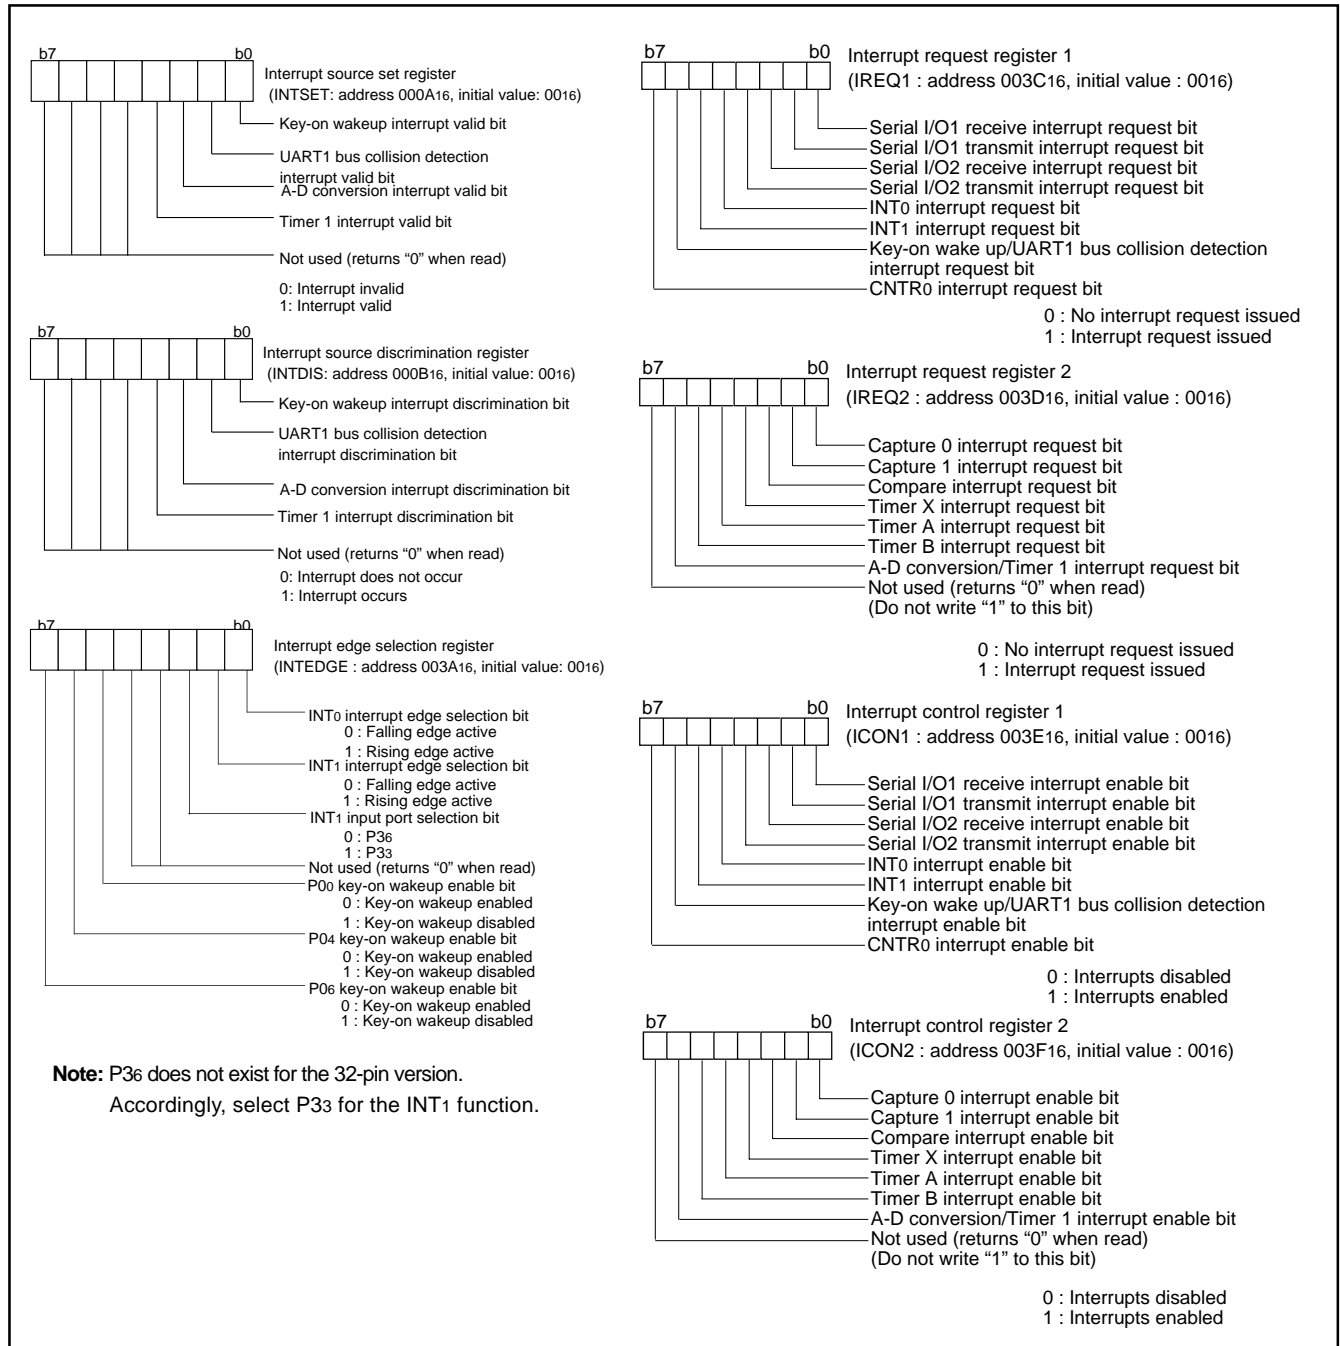 b7 b0
Interrupt source set register
(INTSET: address 000A16, initial value: 0016)
Key-on wakeup interrupt valid bit
UART1 bus collision detection
interrupt valid bit
A-D conversion interrupt valid bit
Timer 1 interrupt valid bit
Not used (returns “0” when read)
0: Interrupt invalid
1: Interrupt valid
b7 b0
Interrupt source discrimination register
(INTDIS: address 000B16, initial value: 0016)
Key-on wakeup interrupt discrimination bit
UART1 bus collision detection
interrupt discrimination bit
A-D conversion interrupt discrimination bit
Timer 1 interrupt discrimination bit
Not used (returns “0” when read)
0: Interrupt does not occur
1: Interrupt occurs
b7 b0
Interrupt edge selection register
(INTEDGE : address 003A16, initial value: 0016)
INT0 interrupt edge selection bit
0 : Falling edge active
1 : Rising edge active
INT1 interrupt edge selection bit
0 : Falling edge active
1 : Rising edge active
INT1 input port selection bit
0 : P36
1 : P33
Not used (returns “0” when read)
P00 key-on wakeup enable bit
0 : Key-on wakeup enabled
1 : Key-on wakeup disabled
P04 key-on wakeup enable bit
0 : Key-on wakeup enabled
1 : Key-on wakeup disabled
P06 key-on wakeup enable bit
0 : Key-on wakeup enabled
1 : Key-on wakeup disabled
Note: P36 does not exist for the 32-pin version.
Accordingly, select P33 for the INT1 function.
b7 b0
Interrupt request register 1
(IREQ1 : address 003C16, initial value : 0016)
Serial I/O1 receive interrupt request bit
Serial I/O1 transmit interrupt request bit
Serial I/O2 receive interrupt request bit
Serial I/O2 transmit interrupt request bit
INT0 interrupt request bit
INT1 interrupt request bit
Key-on wake up/UART1 bus collision detection
interrupt request bit
CNTR0 interrupt request bit
0 : No interrupt request issued
1 : Interrupt request issued
b7 b0
Interrupt request register 2
(IREQ2 : address 003D16, initial value : 0016)
Capture 0 interrupt request bit
Capture 1 interrupt request bit
Compare interrupt request bit
Timer X interrupt request bit
Timer A interrupt request bit
Timer B interrupt request bit
A-D conversion/Timer 1 interrupt request bit
Not used (returns “0” when read)
(Do not write “1” to this bit)
0 : No interrupt request issued
1 : Interrupt request issued
b7 b0
Interrupt control register 1
(ICON1 : address 003E16, initial value : 0016)
Serial I/O1 receive interrupt enable bit
Serial I/O1 transmit interrupt enable bit
Serial I/O2 receive interrupt enable bit
Serial I/O2 transmit interrupt enable bit
INT0 interrupt enable bit
INT1 interrupt enable bit
Key-on wake up/UART1 bus collision detection
interrupt enable bit
CNTR0 interrupt enable bit
0 : Interrupts disabled
1 : Interrupts enabled
b7 b0
Interrupt control register 2
(ICON2 : address 003F16, initial value : 0016)
Capture 0 interrupt enable bit
Capture 1 interrupt enable bit
Compare interrupt enable bit
Timer X interrupt enable bit
Timer A interrupt enable bit
Timer B interrupt enable bit
A-D conversion/Timer 1 interrupt enable bit
Not used (returns “0” when read)
(Do not write “1” to this bit)
0 : Interrupts disabled
1 : Interrupts enabled